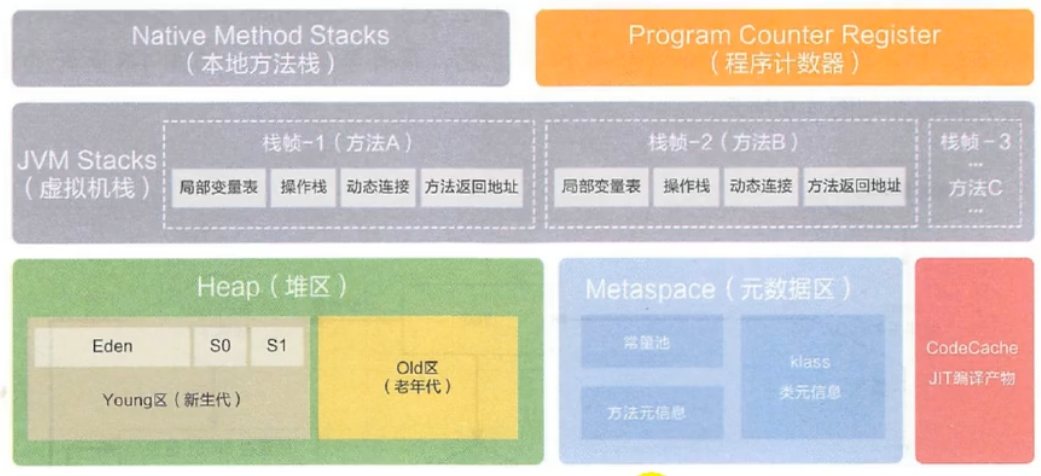 Native Method Stacks
（本地方法栈）
Program Counter Register
（程序计数器）
JVM Stacks
（虚拟机栈）
栈帧-1（方法A）
局部变量表 操作栈 动态连接 方法返回地址
栈帧-2（方法B）
局部变量表 操作栈 动态连接 方法返回地址
栈帧-3
...
方法C
...
Heap（堆区）
Eden S0 S1
Young区（新生代）
Old区
（老年代）
Metaspace（元数据区）
常量池
方法元信息
klass
类元信息
CodeCache
JIT编译产物